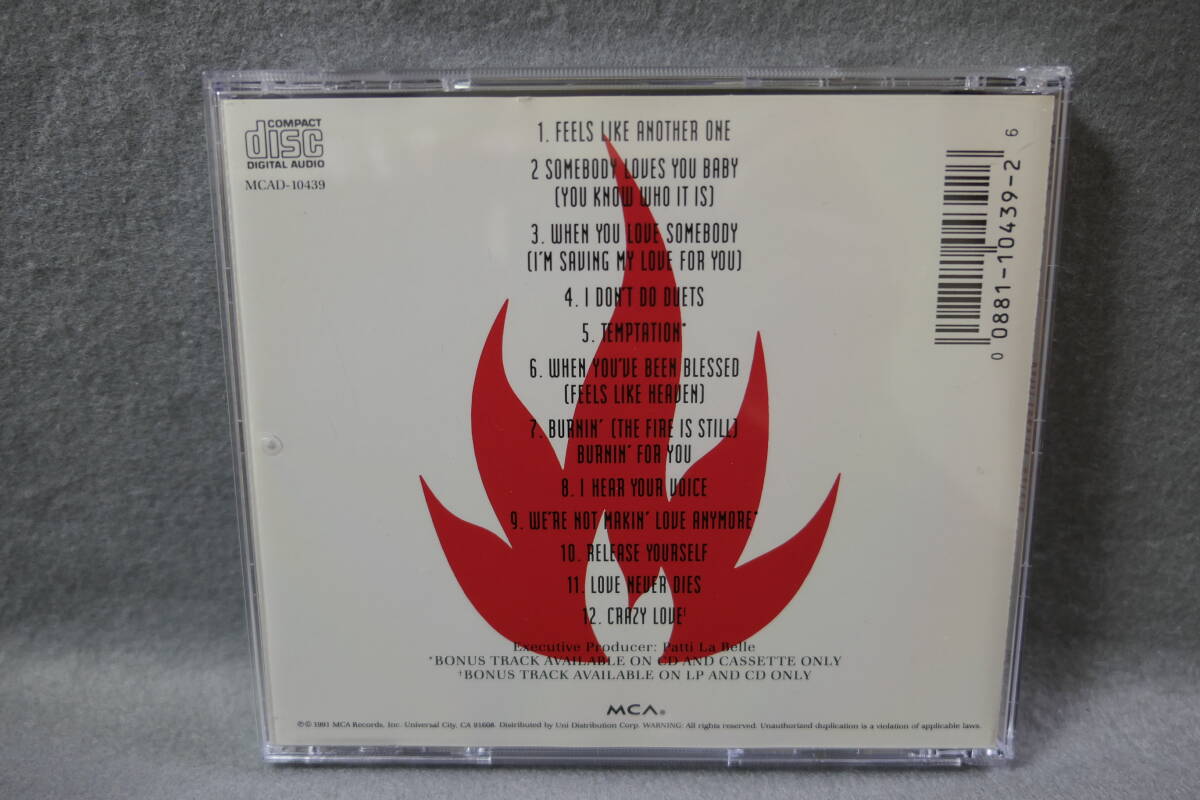 COMPACT
disc
DIGITAL AUDIO
MCAD-10439
1. FEELS LIKE ANOTHER ONE
2 SOMEBODY LOVES YOU BABY
(YOU KNOW WHO IT IS)
3. WHEN YOU LOVE SOMEBODY
(I'M SAVING MY LOVE FOR YOU)
4. I DON'T DO DUETS
5. TEMPTATION*
6. WHEN YOU'VE BEEN BLESSED
(FEELS LIKE HEAVEN)
7. BURNIN' (THE FIRE IS STILL)
BURNIN' FOR YOU
8. I HEAR YOUR VOICE
9. WE'RE NOT MAKIN' LOVE ANYMORE*
10. RELEASE YOURSELF
11. LOVE NEVER DIES
12. CRAZY LOVE†
Executive Producer: Patti La Belle
*BONUS TRACK AVAILABLE ON CD AND CASSETTE ONLY
†BONUS TRACK AVAILABLE ON LP AND CD ONLY
MCA®
℗© 1991 MCA Records, Inc. Universal City, CA 91608. Distributed by Uni Distribution Corp. WARNING: All rights reserved. Unauthorized duplication is a violation of applicable laws.
0 0881-10439-2 6